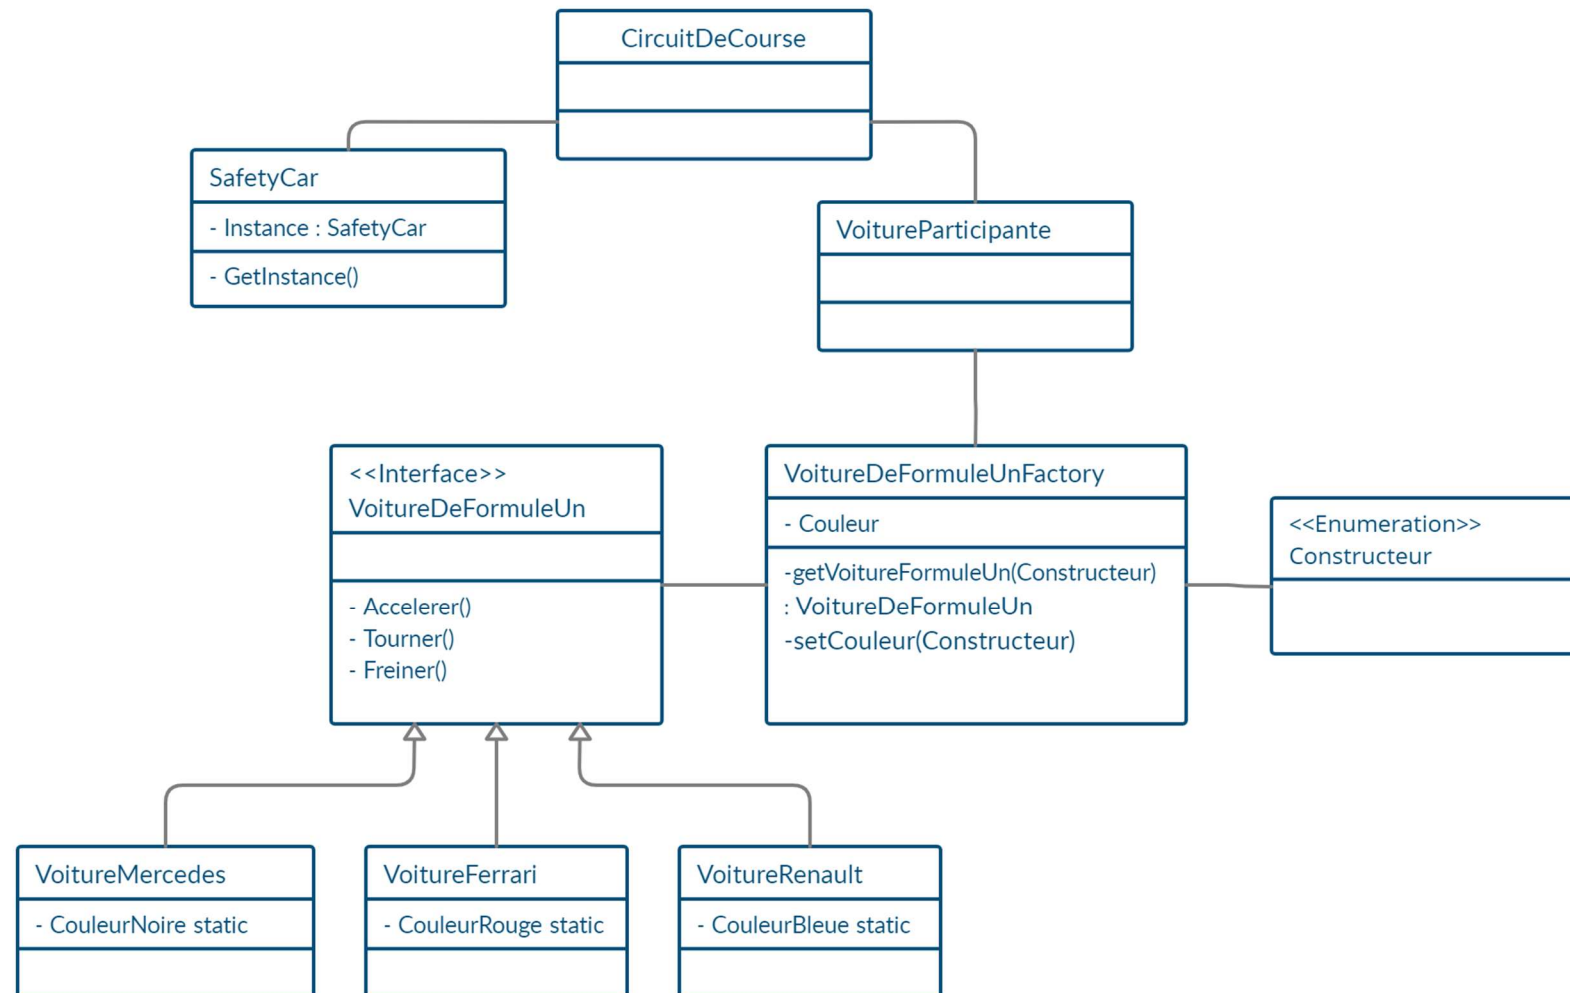 CircuitDeCourse
SafetyCar
- Instance : SafetyCar
- GetInstance()
VoitureParticipante
<<Interface>>
VoitureDeFormuleUn
- Accelerer()
- Tourner()
- Freiner()
VoitureDeFormuleUnFactory
- Couleur
-getVoitureFormuleUn(Constructeur)
: VoitureDeFormuleUn
-setCouleur(Constructeur)
<<Enumeration>>
Constructeur
VoitureMercedes
- CouleurNoire static
VoitureFerrari
- CouleurRouge static
VoitureRenault
- CouleurBleue static